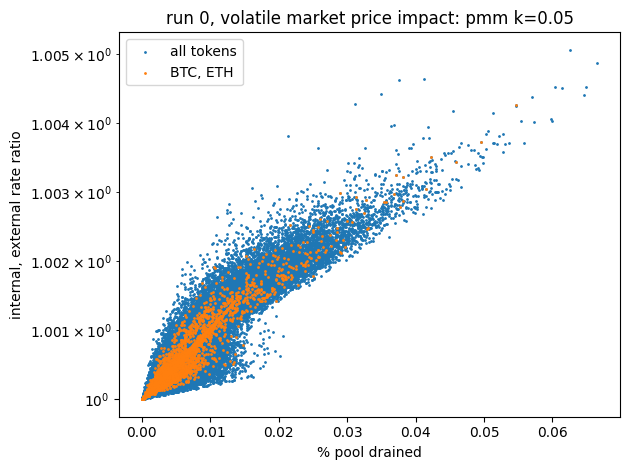 run 0, volatile market price impact: pmm k=0.05
all tokens
BTC, ETH
internal, external rate ratio
1.005 × 10⁰
1.004 × 10⁰
1.003 × 10⁰
1.002 × 10⁰
1.001 × 10⁰
10⁰
0.00 0.01 0.02 0.03 0.04 0.05 0.06
% pool drained